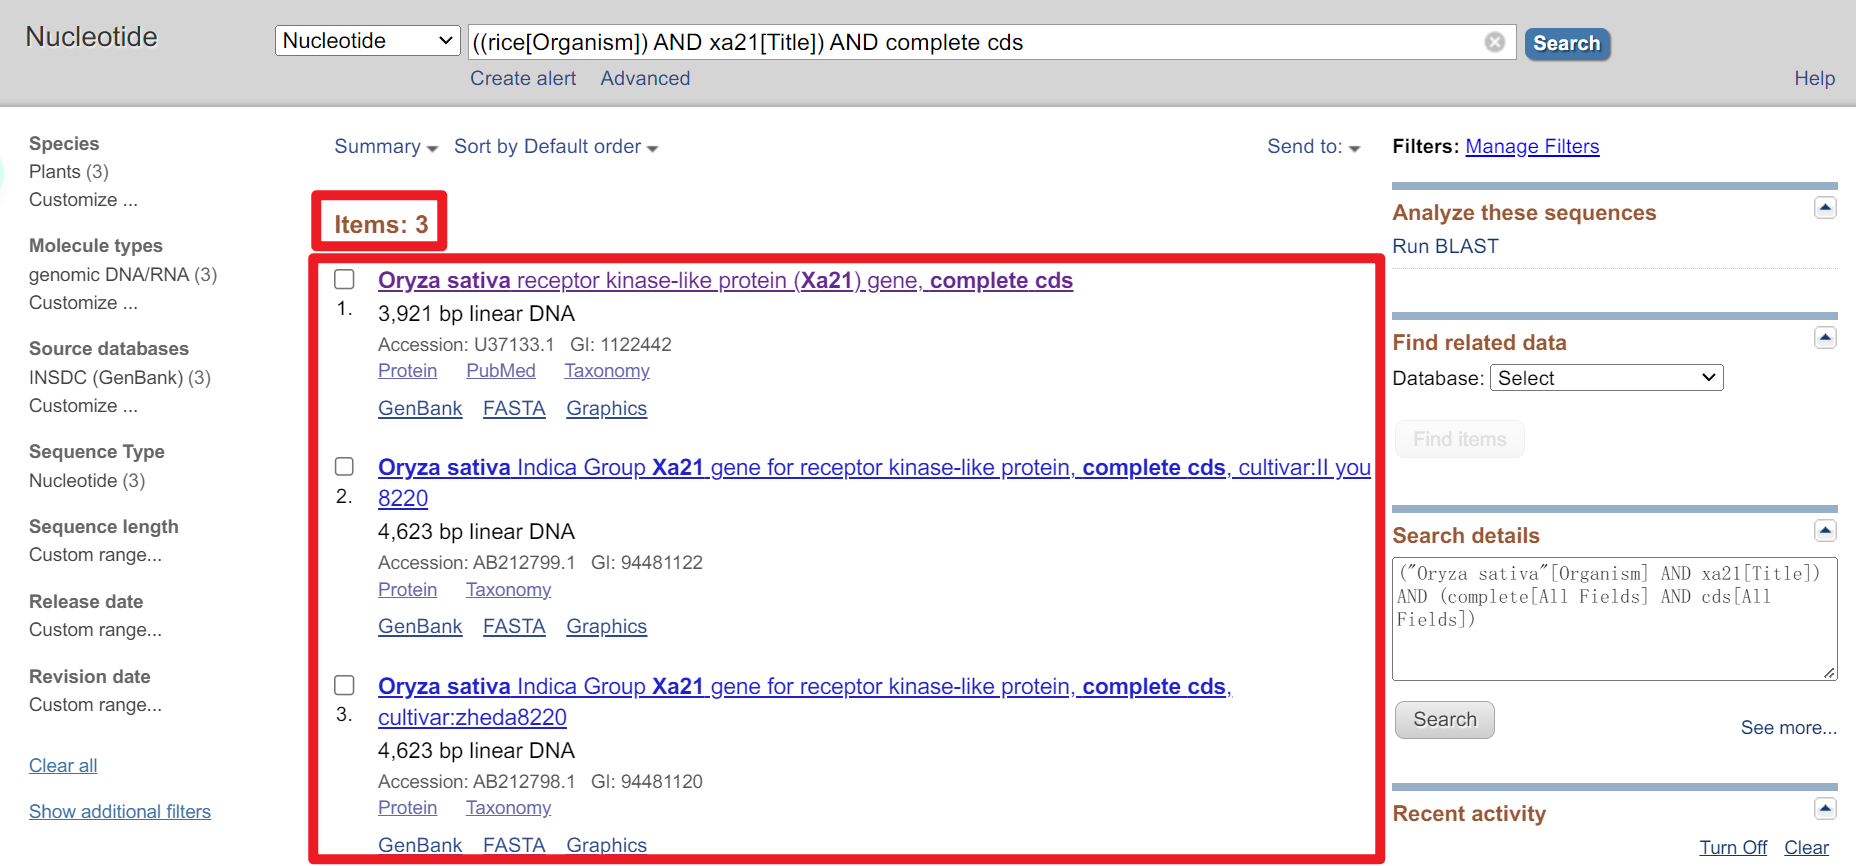 Nucleotide
Nucleotide
((rice[Organism]) AND xa21[Title]) AND complete cds
Search
Create alert Advanced
Help
Species
Plants (3)
Customize ...
Molecule types
genomic DNA/RNA (3)
Customize ...
Source databases
INSDC (GenBank) (3)
Customize ...
Sequence Type
Nucleotide (3)
Sequence length
Custom range...
Release date
Custom range...
Revision date
Custom range...
Clear all
Show additional filters
Summary Sort by Default order
Send to:
Items: 3
Oryza sativa receptor kinase-like protein (Xa21) gene, complete cds
1.
3,921 bp linear DNA
Accession: U37133.1 GI: 1122442
Protein PubMed Taxonomy
GenBank FASTA Graphics
Oryza sativa Indica Group Xa21 gene for receptor kinase-like protein, complete cds, cultivar:II you
2.
8220
4,623 bp linear DNA
Accession: AB212799.1 GI: 94481122
Protein Taxonomy
GenBank FASTA Graphics
Oryza sativa Indica Group Xa21 gene for receptor kinase-like protein, complete cds,
3.
cultivar:zheda8220
4,623 bp linear DNA
Accession: AB212798.1 GI: 94481120
Protein Taxonomy
GenBank FASTA Graphics
Filters: Manage Filters
Analyze these sequences
Run BLAST
Find related data
Database: Select
Find items
Search details
("Oryza sativa"[Organism] AND xa21[Title])
AND (complete[All Fields] AND cds[All
Fields])
Search
See more...
Recent activity
Turn Off Clear